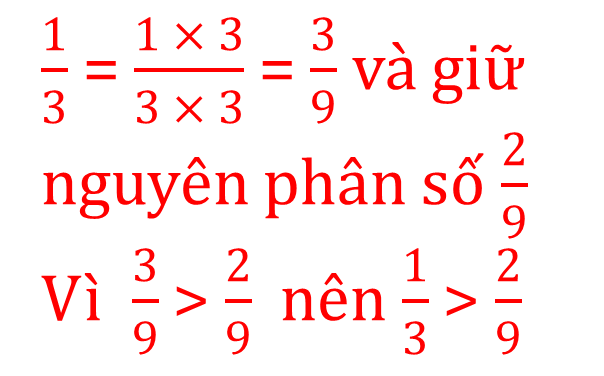 1/3 = (1 × 3)/(3 × 3) = 3/9 và giữ
nguyên phân số 2/9
Vì 3/9 > 2/9 nên 1/3 > 2/9